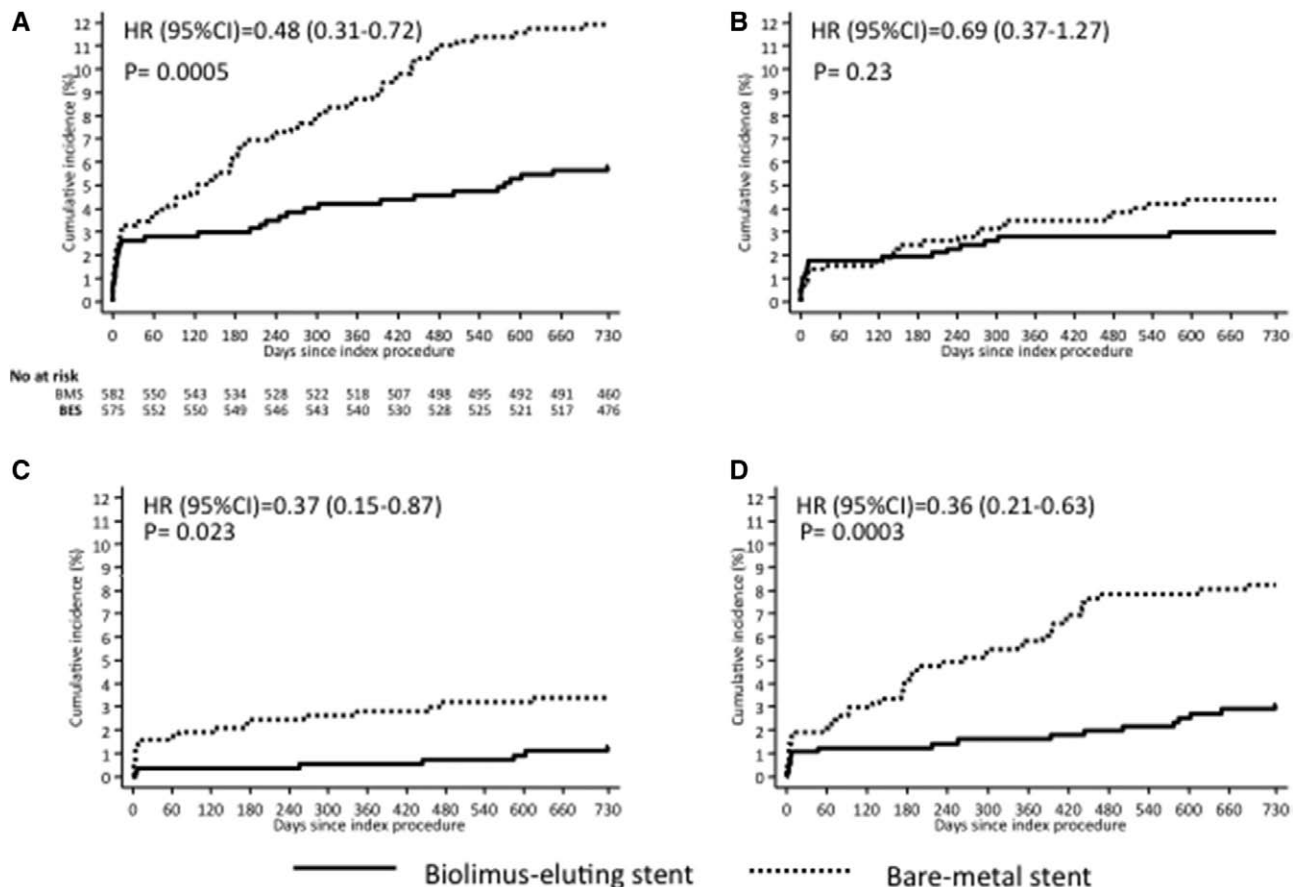 A
HR (95%CI)=0.48 (0.31-0.72)
P= 0.0005
Cumulative incidence (%)
12
11
10
9
8
7
6
5
4
3
2
1
0
0 60 120 180 240 300 360 420 480 540 600 660 730
Days since index procedure
No at risk
BMS 582 550 543 534 528 522 518 507 498 495 492 491 460
BES 575 552 550 549 546 543 540 530 528 525 521 517 476
B
HR (95%CI)=0.69 (0.37-1.27)
P= 0.23
Cumulative incidence (%)
12
11
10
9
8
7
6
5
4
3
2
1
0
0 60 120 180 240 300 360 420 480 540 600 660 730
Days since index procedure
C
HR (95%CI)=0.37 (0.15-0.87)
P= 0.023
Cumulative incidence (%)
12
11
10
9
8
7
6
5
4
3
2
1
0
0 60 120 180 240 300 360 420 480 540 600 660 730
Days since index procedure
D
HR (95%CI)=0.36 (0.21-0.63)
P= 0.0003
Cumulative incidence (%)
12
11
10
9
8
7
6
5
4
3
2
1
0
0 60 120 180 240 300 360 420 480 540 600 660 730
Days since index procedure
Biolimus-eluting stent Bare-metal stent